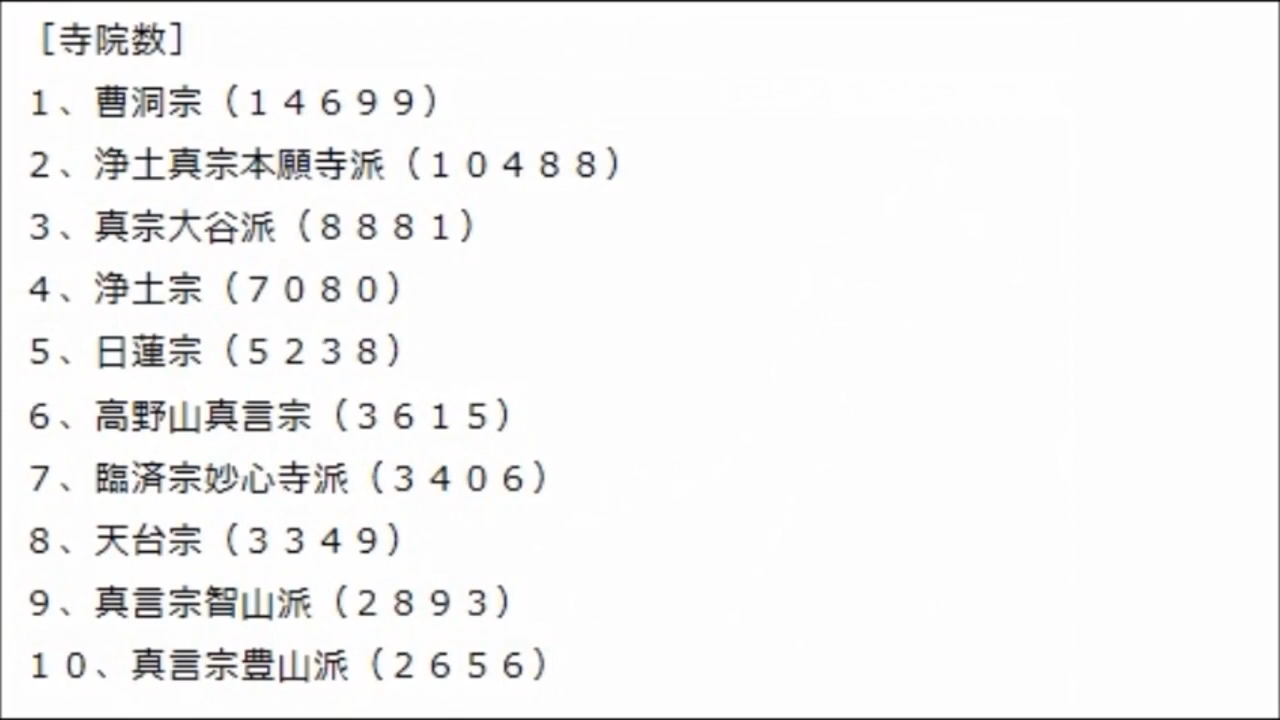 ［寺院数］
１、曹洞宗（１４６９９）
２、浄土真宗本願寺派（１０４８８）
３、真宗大谷派（８８８１）
４、浄土宗（７０８０）
５、日蓮宗（５２３８）
６、高野山真言宗（３６１５）
７、臨済宗妙心寺派（３４０６）
８、天台宗（３３４９）
９、真言宗智山派（２８９３）
１０、真言宗豊山派（２６５６）